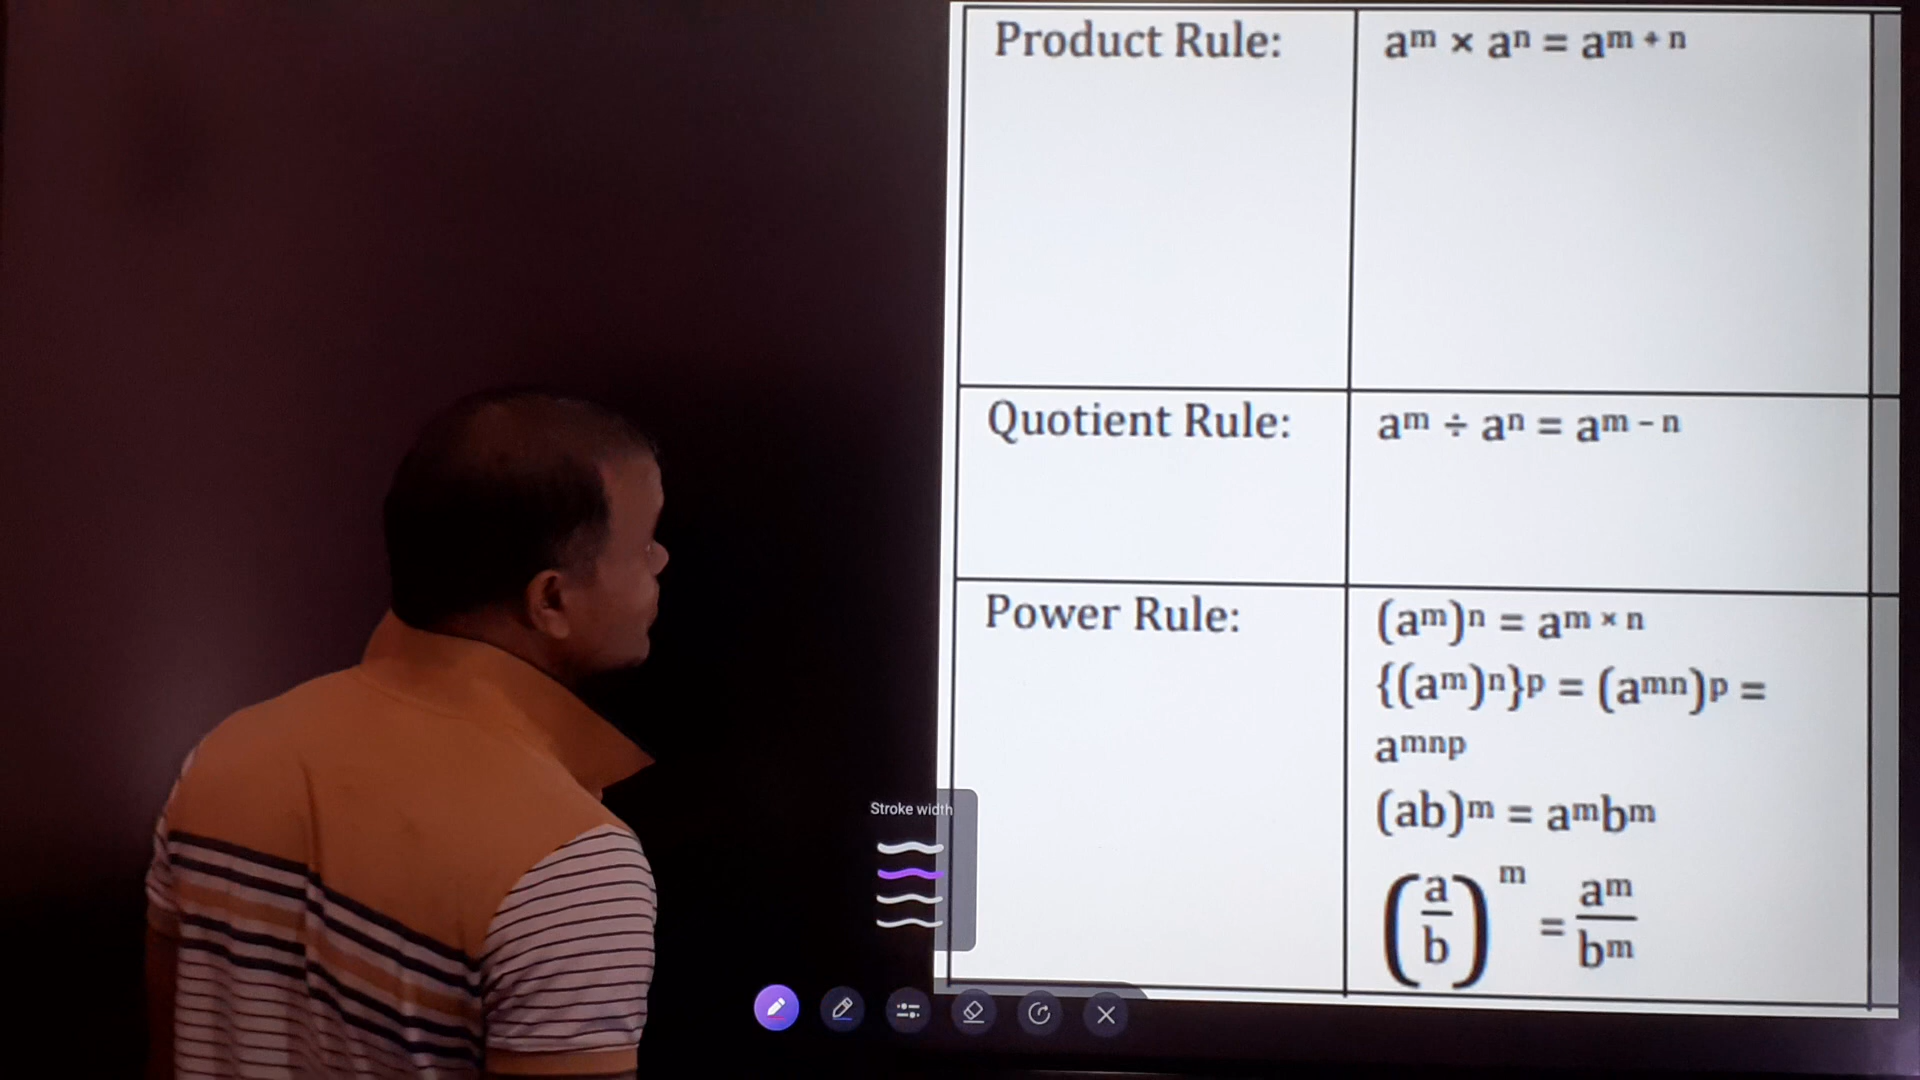 Product Rule: aᵐ × aⁿ = aᵐ ⁺ ⁿ
Quotient Rule: aᵐ ÷ aⁿ = aᵐ ⁻ ⁿ
Power Rule: (aᵐ)ⁿ = aᵐ ˣ ⁿ
{(aᵐ)ⁿ}ᵖ = (aᵐⁿ)ᵖ =
aᵐⁿᵖ
(ab)ᵐ = aᵐbᵐ
(a/b)ᵐ = aᵐ/bᵐ
Stroke width